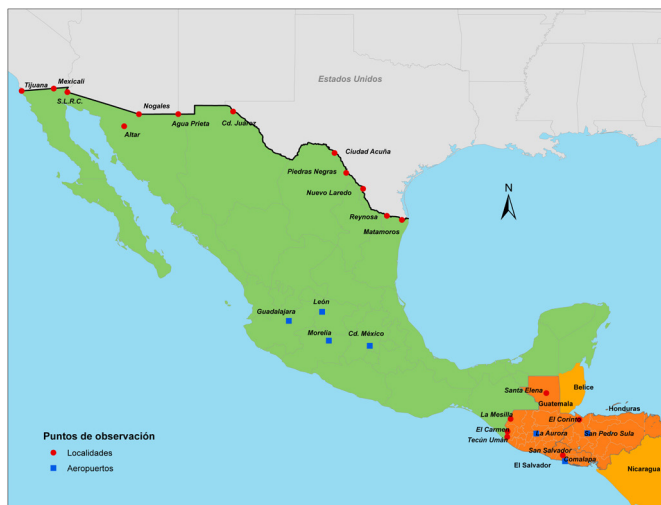 Estados Unidos
Tijuana
Mexicali
S.L.R.C.
Nogales
Altar
Agua Prieta
Cd. Juárez
Ciudad Acuña
Piedras Negras
Nuevo Laredo
N
Reynosa
Matamoros
León
Guadalajara
Morelia
Cd. México
Santa Elena
Belice
Guatemala
Honduras
La Mesilla
El Corinto
El Carmen
La Aurora
San Pedro Sula
Tecún Umán
San Salvador
Comalapa
El Salvador
Nicaragua
Puntos de observación
Localidades
Aeropuertos